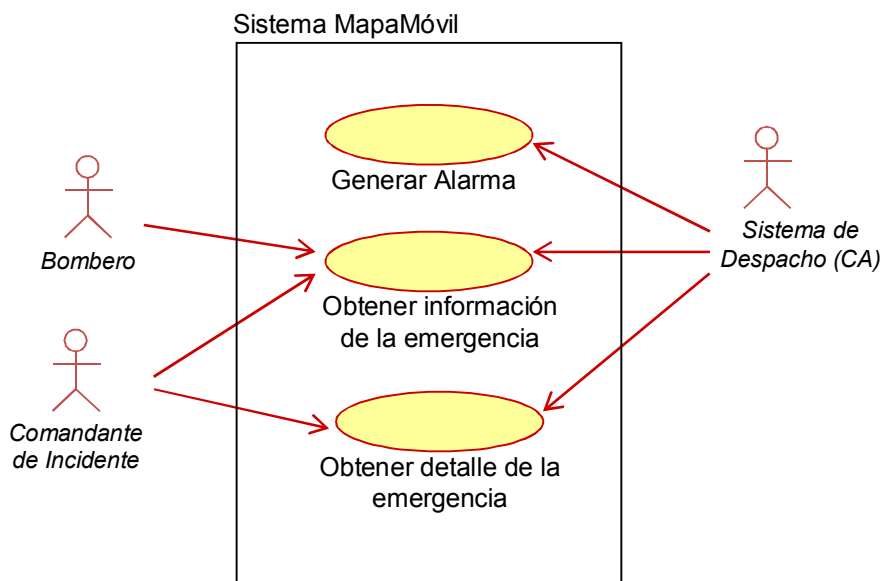 Sistema MapaMóvil
Generar Alarma
Bombero
Sistema de
Despacho (CA)
Obtener información
de la emergencia
Comandante
de Incidente
Obtener detalle de la
emergencia